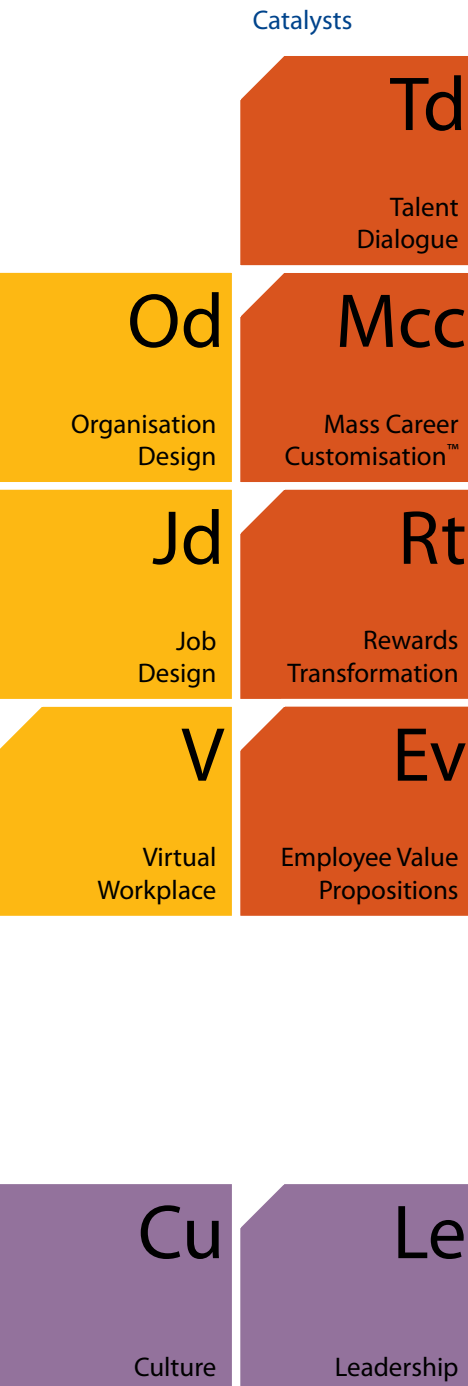 Catalysts
Td
Talent
Dialogue
Od
Organisation
Design
Mcc
Mass Career
Customisation™
Jd
Job
Design
Rt
Rewards
Transformation
V
Virtual
Workplace
Ev
Employee Value
Propositions
Cu
Culture
Le
Leadership